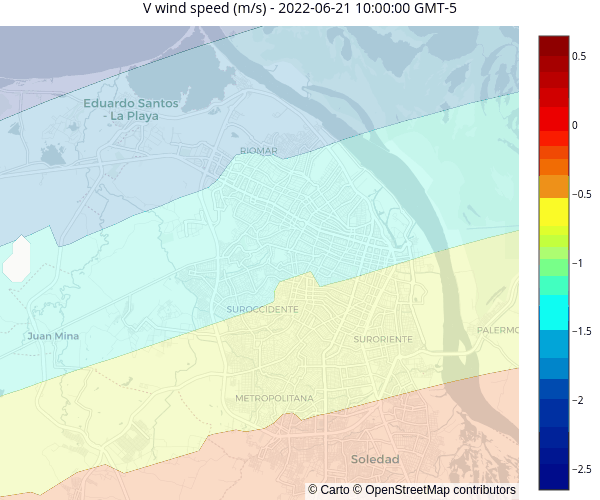 V wind speed (m/s) - 2022-06-21 10:00:00 GMT-5
Eduardo Santos
- La Playa
RIOMAR
SUROCCIDENTE
Juan Mina
SURORIENTE
PALERMO
METROPOLITANA
Soledad
© Carto © OpenStreetMap contributors
0.5
0
−0.5
−1
−1.5
−2
−2.5